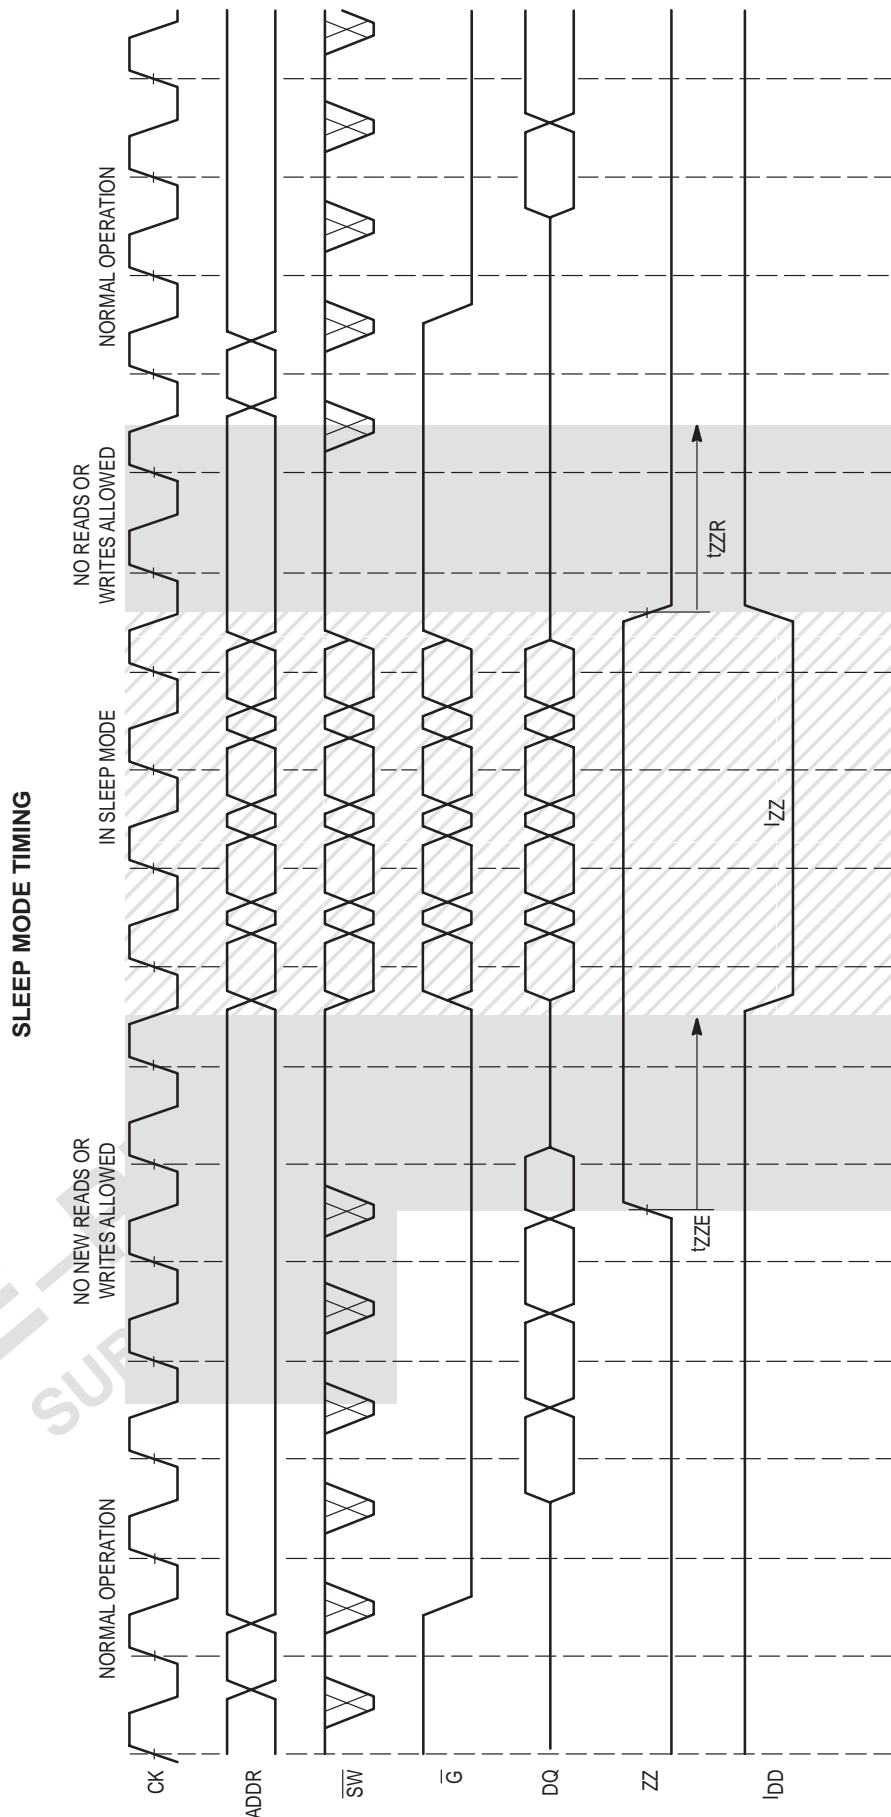 SLEEP MODE TIMING
NORMAL OPERATION
NO NEW READS OR
WRITES ALLOWED
IN SLEEP MODE
NO READS OR
WRITES ALLOWED
NORMAL OPERATION
CK
ADDR
SW
G
DQ
ZZ
tZZE
tZZR
IDD
IZZ